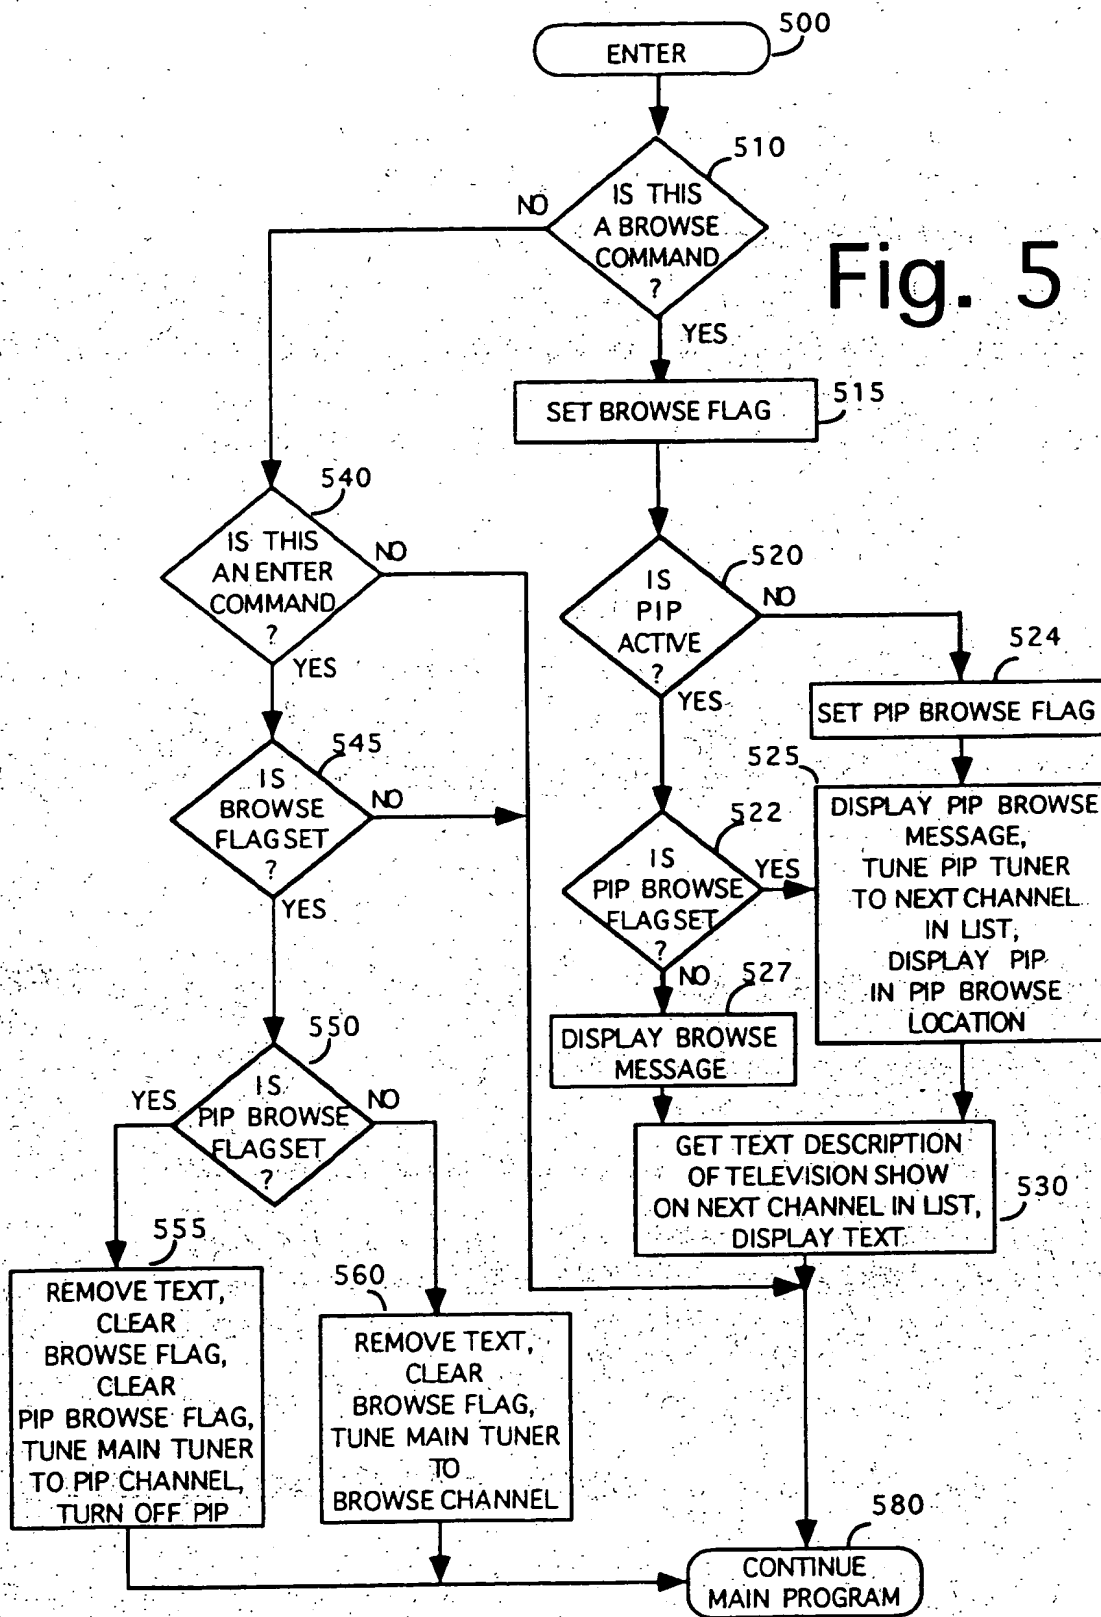 500
ENTER
510
IS THIS
A BROWSE
COMMAND
?
NO
YES
Fig. 5
SET BROWSE FLAG
515
540
IS THIS
AN ENTER
COMMAND
?
NO
YES
520
IS
PIP
ACTIVE
?
NO
YES
524
SET PIP BROWSE FLAG
545
IS
BROWSE
FLAG SET
?
NO
YES
522
IS
PIP BROWSE
FLAG SET
?
YES
NO
525
DISPLAY PIP BROWSE
MESSAGE,
TUNE PIP TUNER
TO NEXT CHANNEL
IN LIST,
DISPLAY PIP
IN PIP BROWSE
LOCATION
527
DISPLAY BROWSE
MESSAGE
550
IS
PIP BROWSE
FLAG SET
?
YES
NO
GET TEXT DESCRIPTION
OF TELEVISION SHOW
ON NEXT CHANNEL IN LIST,
DISPLAY TEXT
530
555
REMOVE TEXT,
CLEAR
BROWSE FLAG,
CLEAR
PIP BROWSE FLAG,
TUNE MAIN TUNER
TO PIP CHANNEL,
TURN OFF PIP
560
REMOVE TEXT,
CLEAR
BROWSE FLAG,
TUNE MAIN TUNER
TO
BROWSE CHANNEL
580
CONTINUE
MAIN PROGRAM